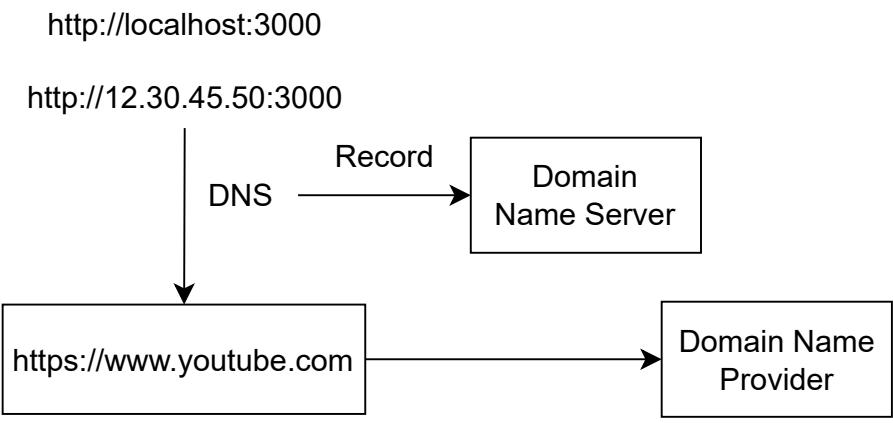 http://localhost:3000
http://12.30.45.50:3000
Record
DNS
Domain
Name Server
https://www.youtube.com
Domain Name
Provider